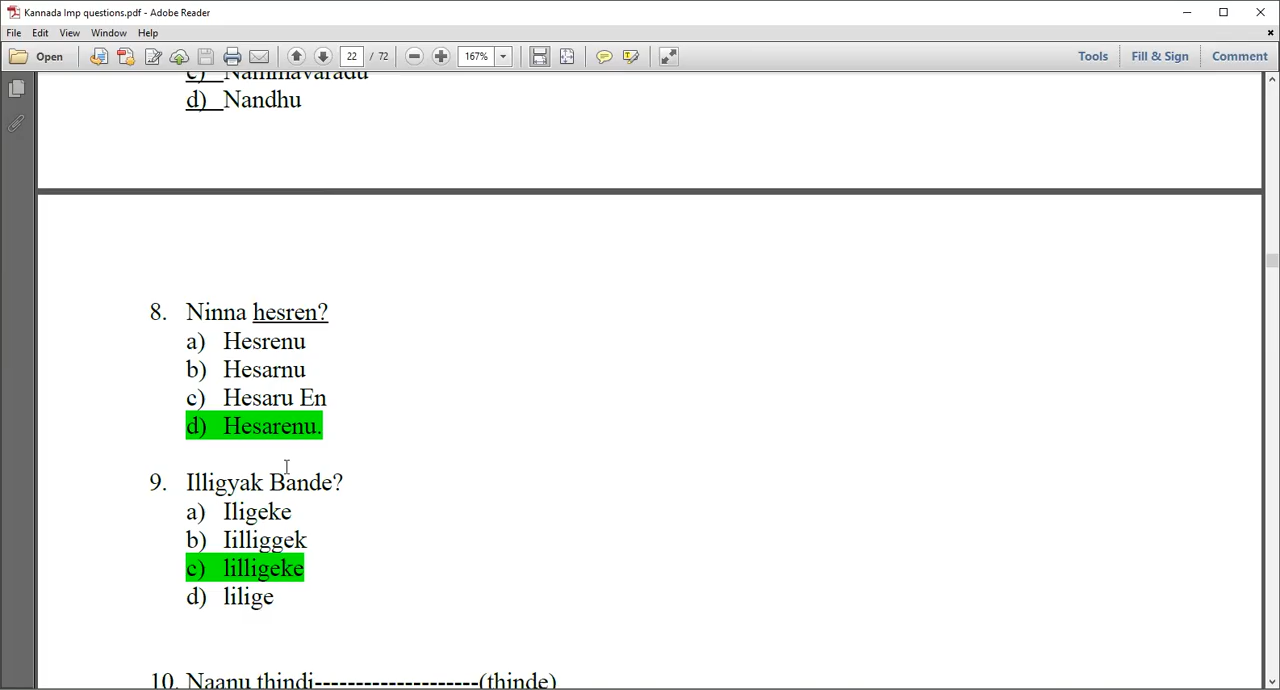 Kannada Imp questions.pdf - Adobe Reader
File Edit View Window Help
Open 22 / 72 167% Tools Fill & Sign Comment
c) Nammavaradu
d) Nandhu
8. Ninna hesren?
a) Hesrenu
b) Hesarnu
c) Hesaru En
d) Hesarenu.
9. Illigyak Bande?
a) Iligeke
b) Iilliggek
c) lilligeke
d) lilige
10. Naanu thindi--------------------(thinde)